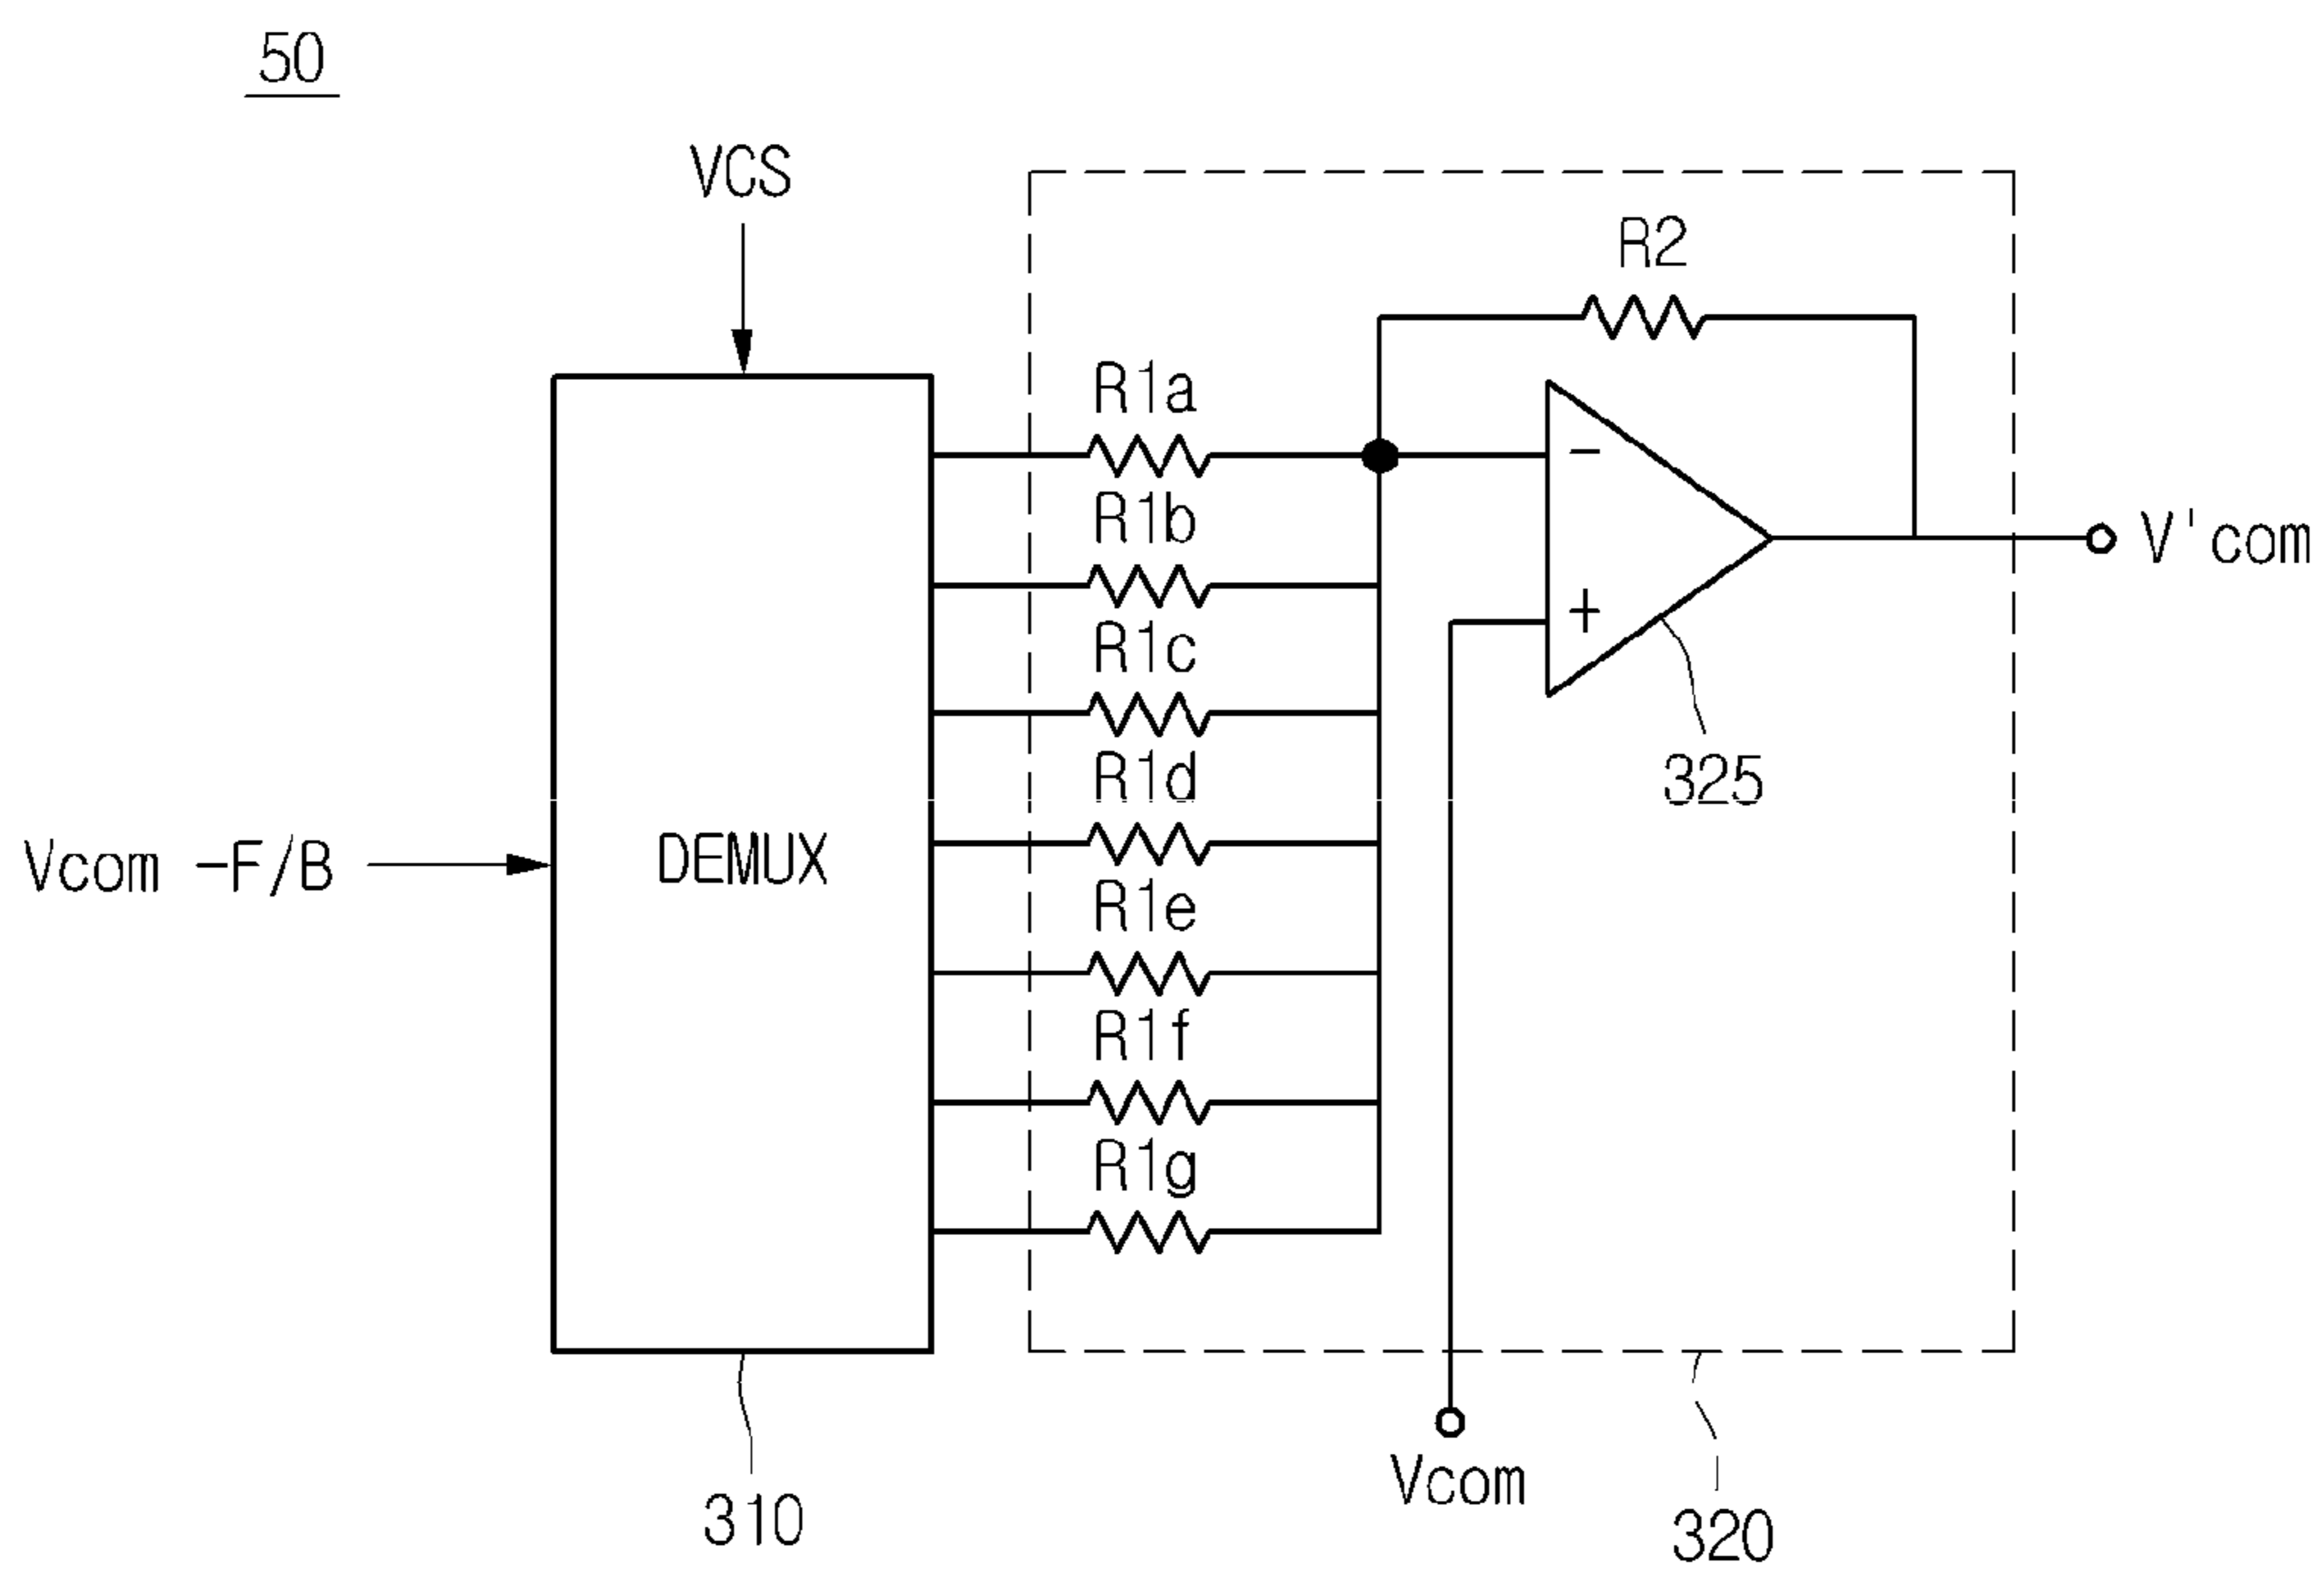 50
VCS
R2
R1a
R1b
R1c
R1d
R1e
R1f
R1g
-
+
V'com
325
Vcom -F/B
DEMUX
Vcom
310
320